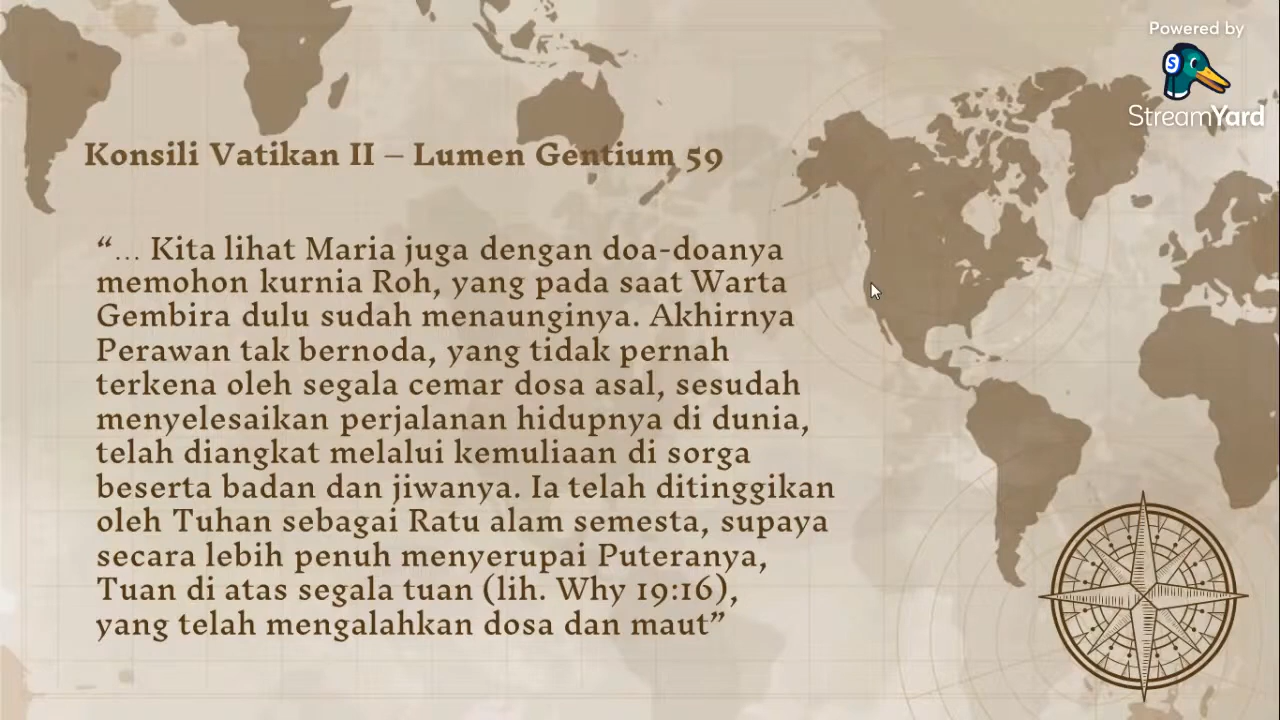 Powered by
S
StreamYard
Konsili Vatikan II – Lumen Gentium 59
“... Kita lihat Maria juga dengan doa-doanya
memohon kurnia Roh, yang pada saat Warta
Gembira dulu sudah menaunginya. Akhirnya
Perawan tak bernoda, yang tidak pernah
terkena oleh segala cemar dosa asal, sesudah
menyelesaikan perjalanan hidupnya di dunia,
telah diangkat melalui kemuliaan di sorga
beserta badan dan jiwanya. Ia telah ditinggikan
oleh Tuhan sebagai Ratu alam semesta, supaya
secara lebih penuh menyerupai Puteranya,
Tuan di atas segala tuan (lih. Why 19:16),
yang telah mengalahkan dosa dan maut”